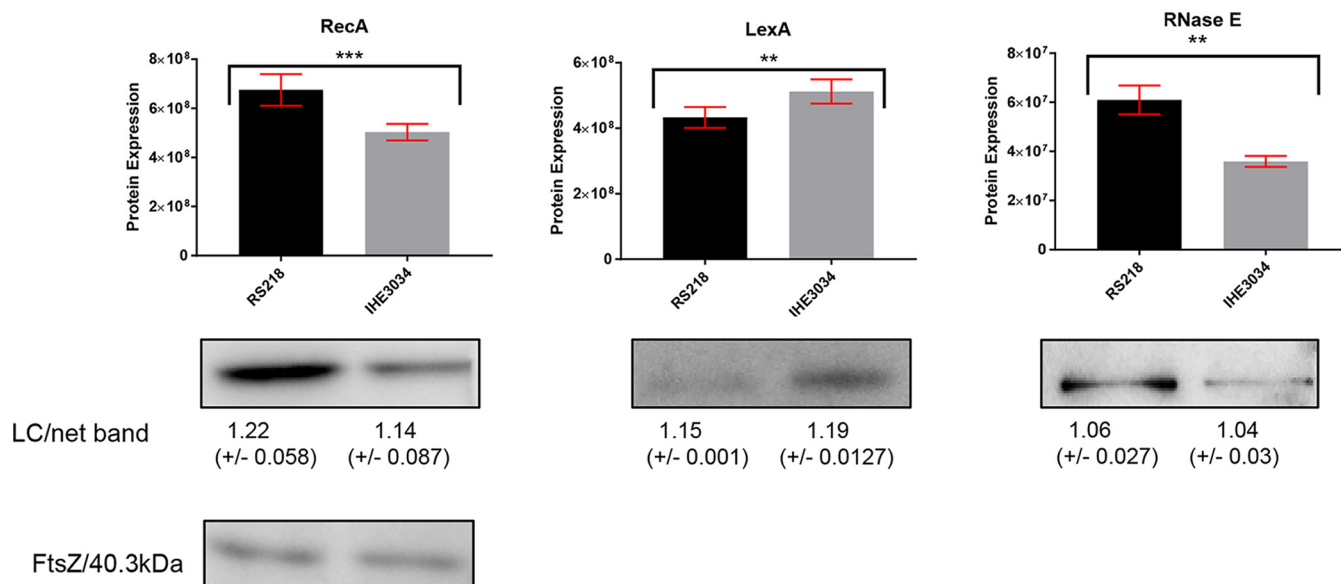 RecA
***
Protein Expression
8×10⁸
6×10⁸
4×10⁸
2×10⁸
0
RS218
IHE3034
LexA
**
Protein Expression
6×10⁸
4×10⁸
2×10⁸
0
RS218
IHE3034
RNase E
**
Protein Expression
8×10⁷
6×10⁷
4×10⁷
2×10⁷
0
RS218
IHE3034
LC/net band
1.22 1.14
(+/- 0.058) (+/- 0.087)
1.15 1.19
(+/- 0.001) (+/- 0.0127)
1.06 1.04
(+/- 0.027) (+/- 0.03)
FtsZ/40.3kDa